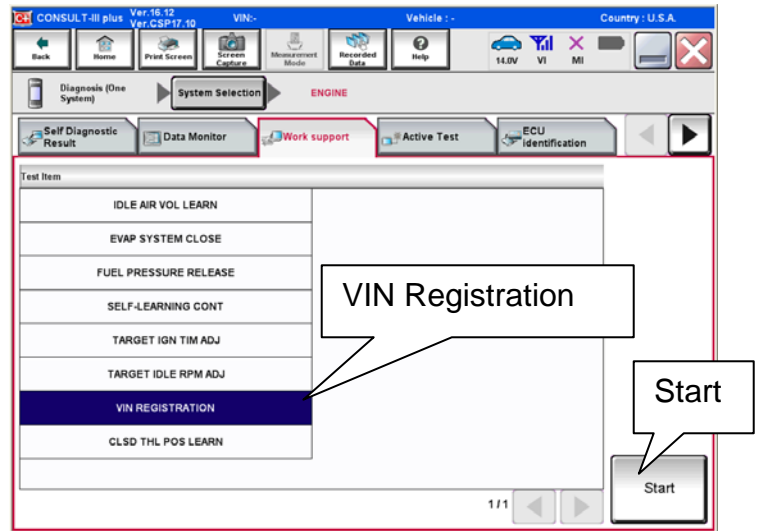 CONSULT-III plus Ver.16.12 Ver.CSP17.10 VIN:- Vehicle : - Country : U.S.A.
Back Home Print Screen Screen Capture Measurement Mode Recorded Data Help 14.0V VI MI
Diagnosis (One System) System Selection ENGINE
Self Diagnostic Result Data Monitor Work support Active Test ECU Identification
Test Item
IDLE AIR VOL LEARN
EVAP SYSTEM CLOSE
FUEL PRESSURE RELEASE
SELF-LEARNING CONT
TARGET IGN TIM ADJ
TARGET IDLE RPM ADJ
VIN REGISTRATION
CLSD THL POS LEARN
VIN Registration
Start
1/1
Start